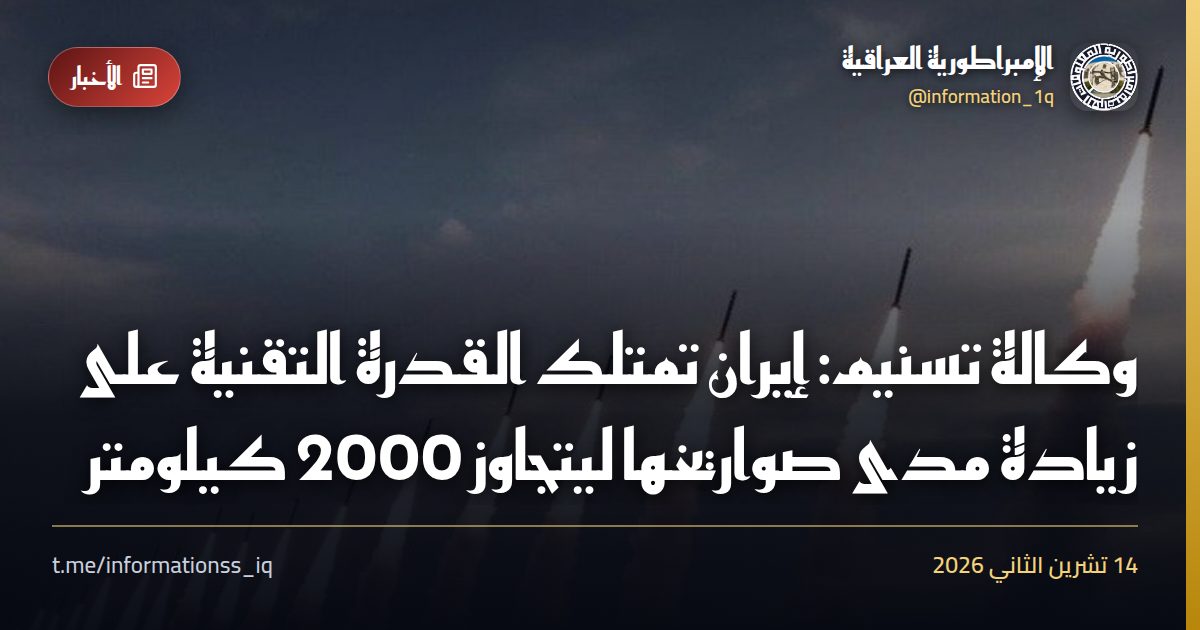 الإمبراطورية العراقية
@information_1q
الأخبار
وكالة تسنيم: إيران تمتلك القدرة التقنية على
زيادة مدى صواريخها ليتجاوز 2000 كيلومتر
14 تشرين الثاني 2026
t.me/informationss_iq